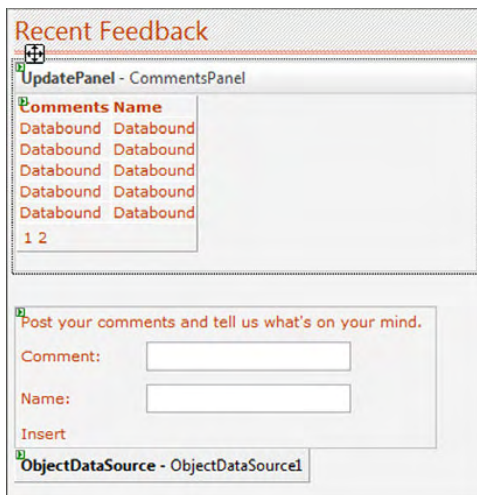 Recent Feedback
UpdatePanel - CommentsPanel
Comments Name
Databound Databound
Databound Databound
Databound Databound
Databound Databound
Databound Databound
1 2
Post your comments and tell us what's on your mind.
Comment:
Name:
Insert
ObjectDataSource - ObjectDataSource1